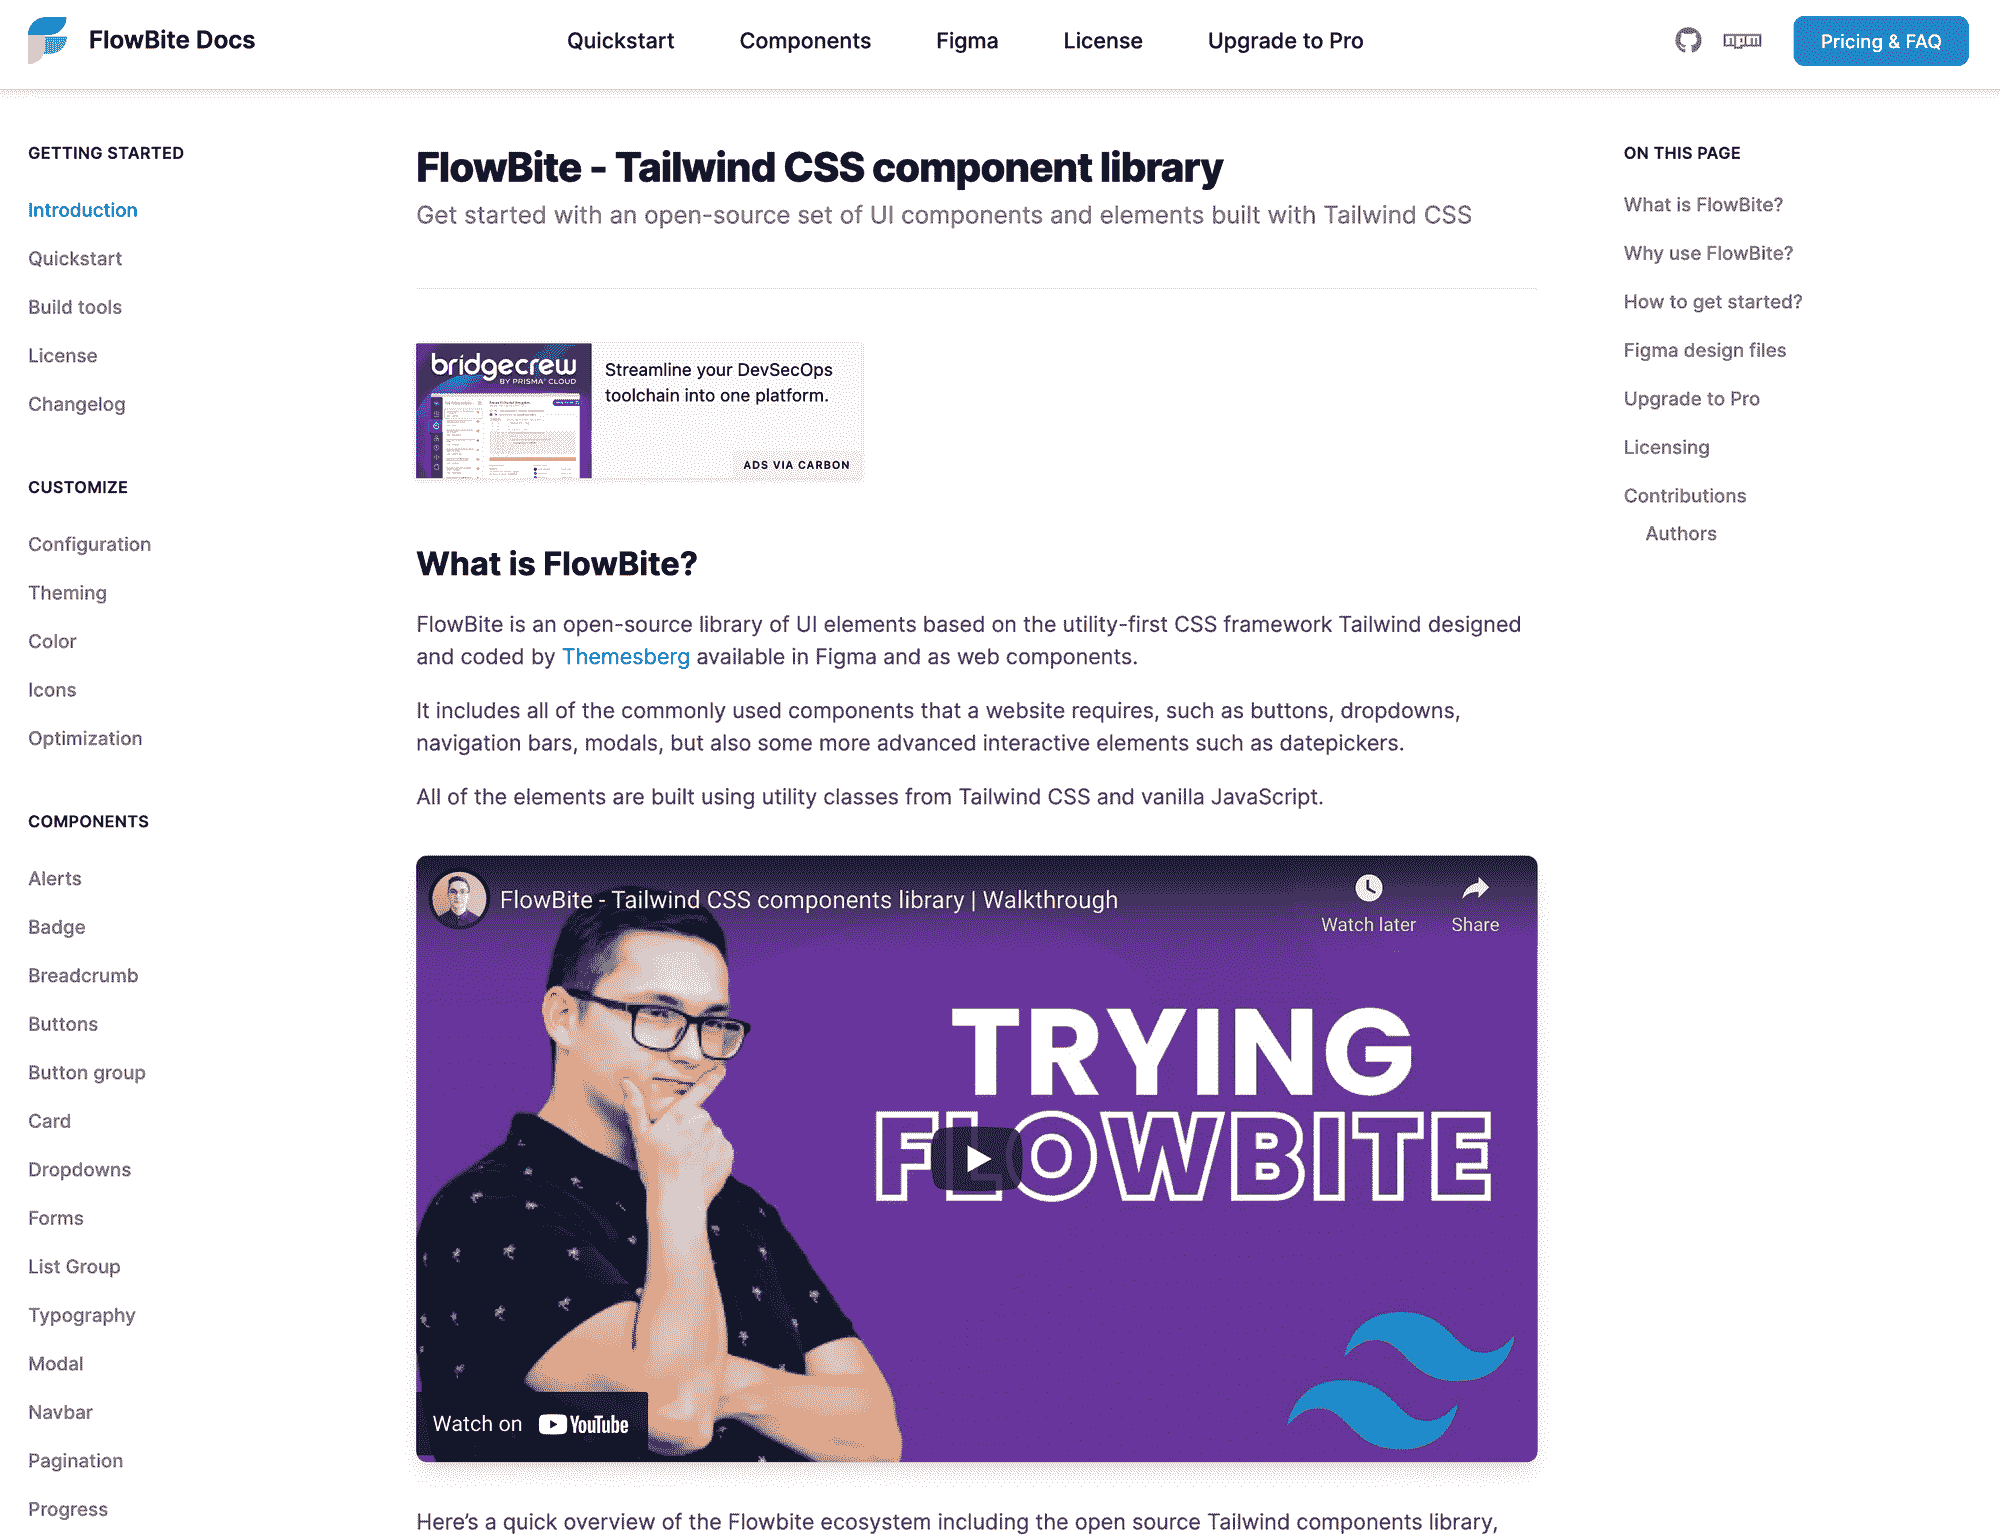 FlowBite Docs
Quickstart
Components
Figma
License
Upgrade to Pro
npm
Pricing & FAQ
GETTING STARTED
Introduction
Quickstart
Build tools
License
Changelog
CUSTOMIZE
Configuration
Theming
Color
Icons
Optimization
COMPONENTS
Alerts
Badge
Breadcrumb
Buttons
Button group
Card
Dropdowns
Forms
List Group
Typography
Modal
Navbar
Pagination
Progress
FlowBite - Tailwind CSS component library
Get started with an open-source set of UI components and elements built with Tailwind CSS
bridgecrew
BY PRISMA® CLOUD
Streamline your DevSecOps
toolchain into one platform.
ADS VIA CARBON
What is FlowBite?
FlowBite is an open-source library of UI elements based on the utility-first CSS framework Tailwind designed
and coded by Themesberg available in Figma and as web components.
It includes all of the commonly used components that a website requires, such as buttons, dropdowns,
navigation bars, modals, but also some more advanced interactive elements such as datepickers.
All of the elements are built using utility classes from Tailwind CSS and vanilla JavaScript.
FlowBite - Tailwind CSS components library | Walkthrough
Watch later
Share
TRYING
FLOWBITE
Watch on YouTube
Here's a quick overview of the Flowbite ecosystem including the open source Tailwind components library,
ON THIS PAGE
What is FlowBite?
Why use FlowBite?
How to get started?
Figma design files
Upgrade to Pro
Licensing
Contributions
Authors